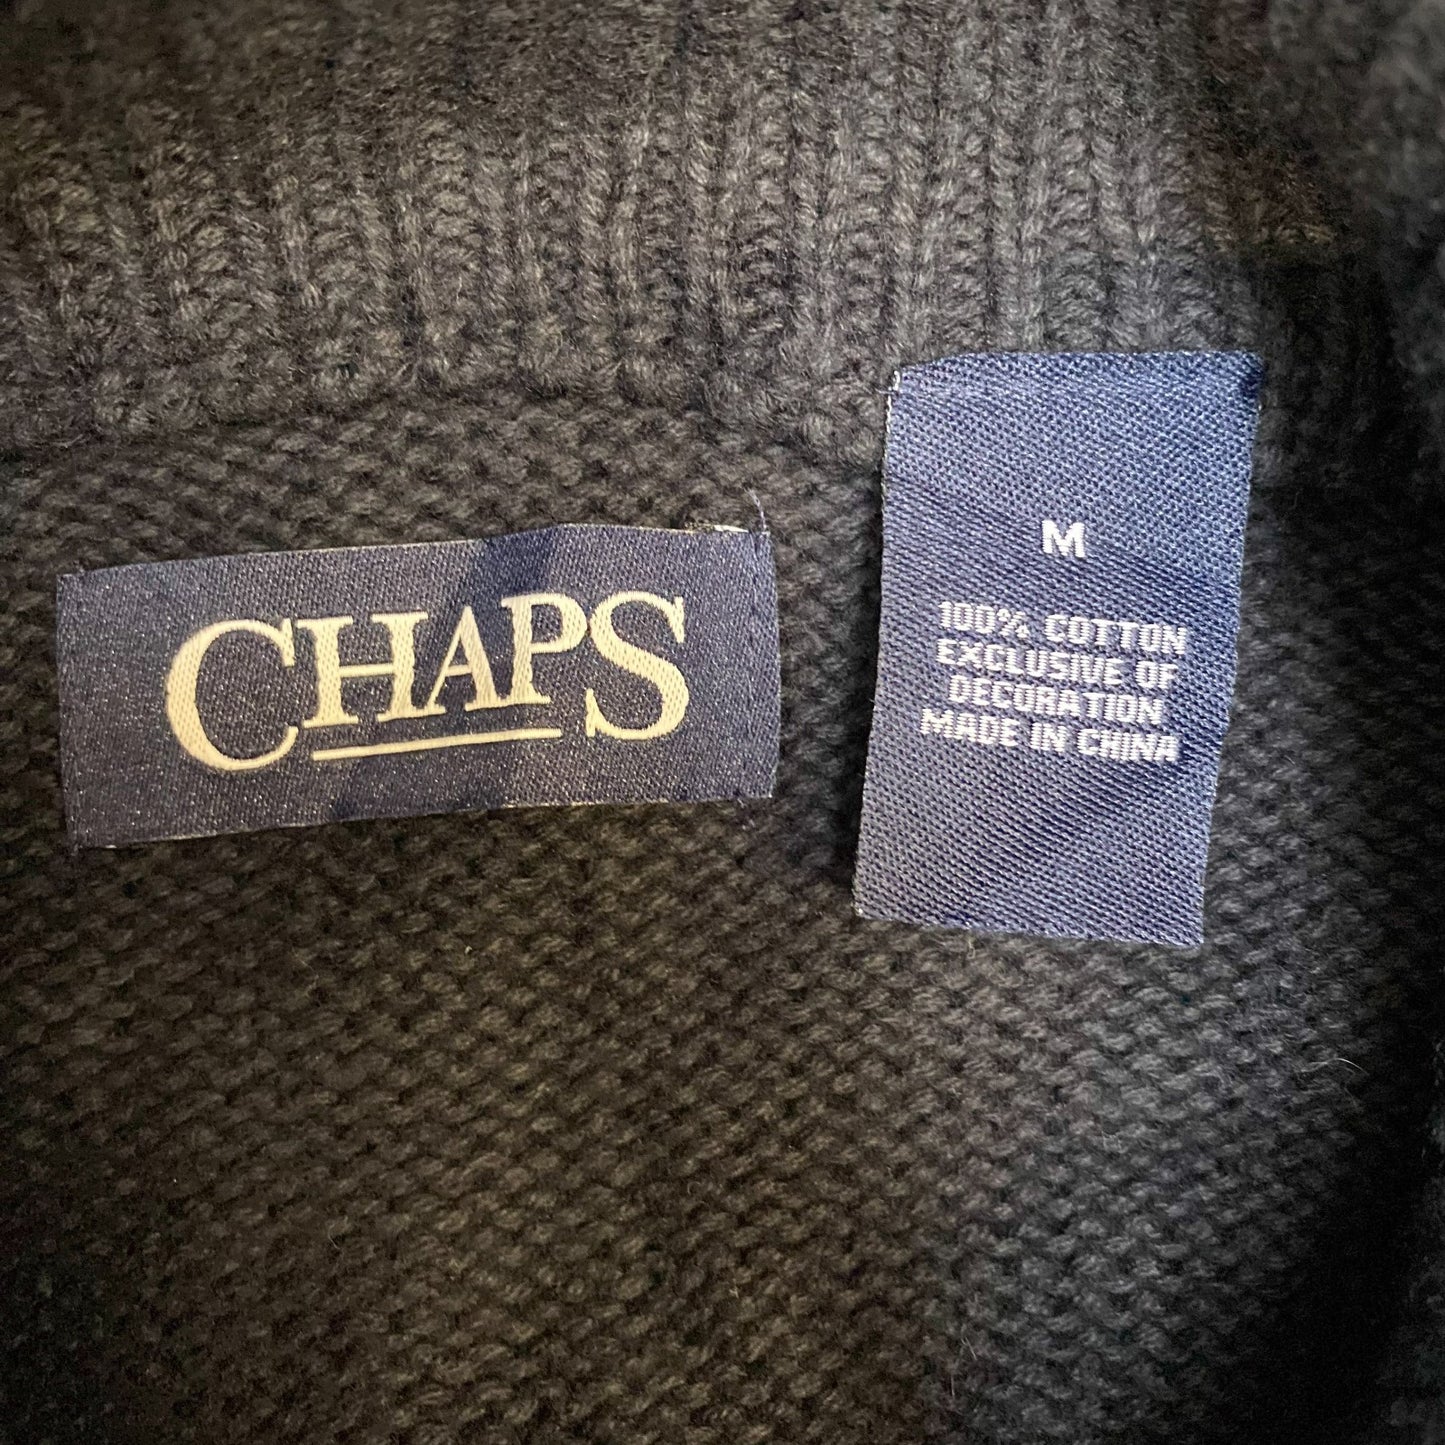 CHAPS
M
100% COTTON
EXCLUSIVE OF
DECORATION
MADE IN CHINA